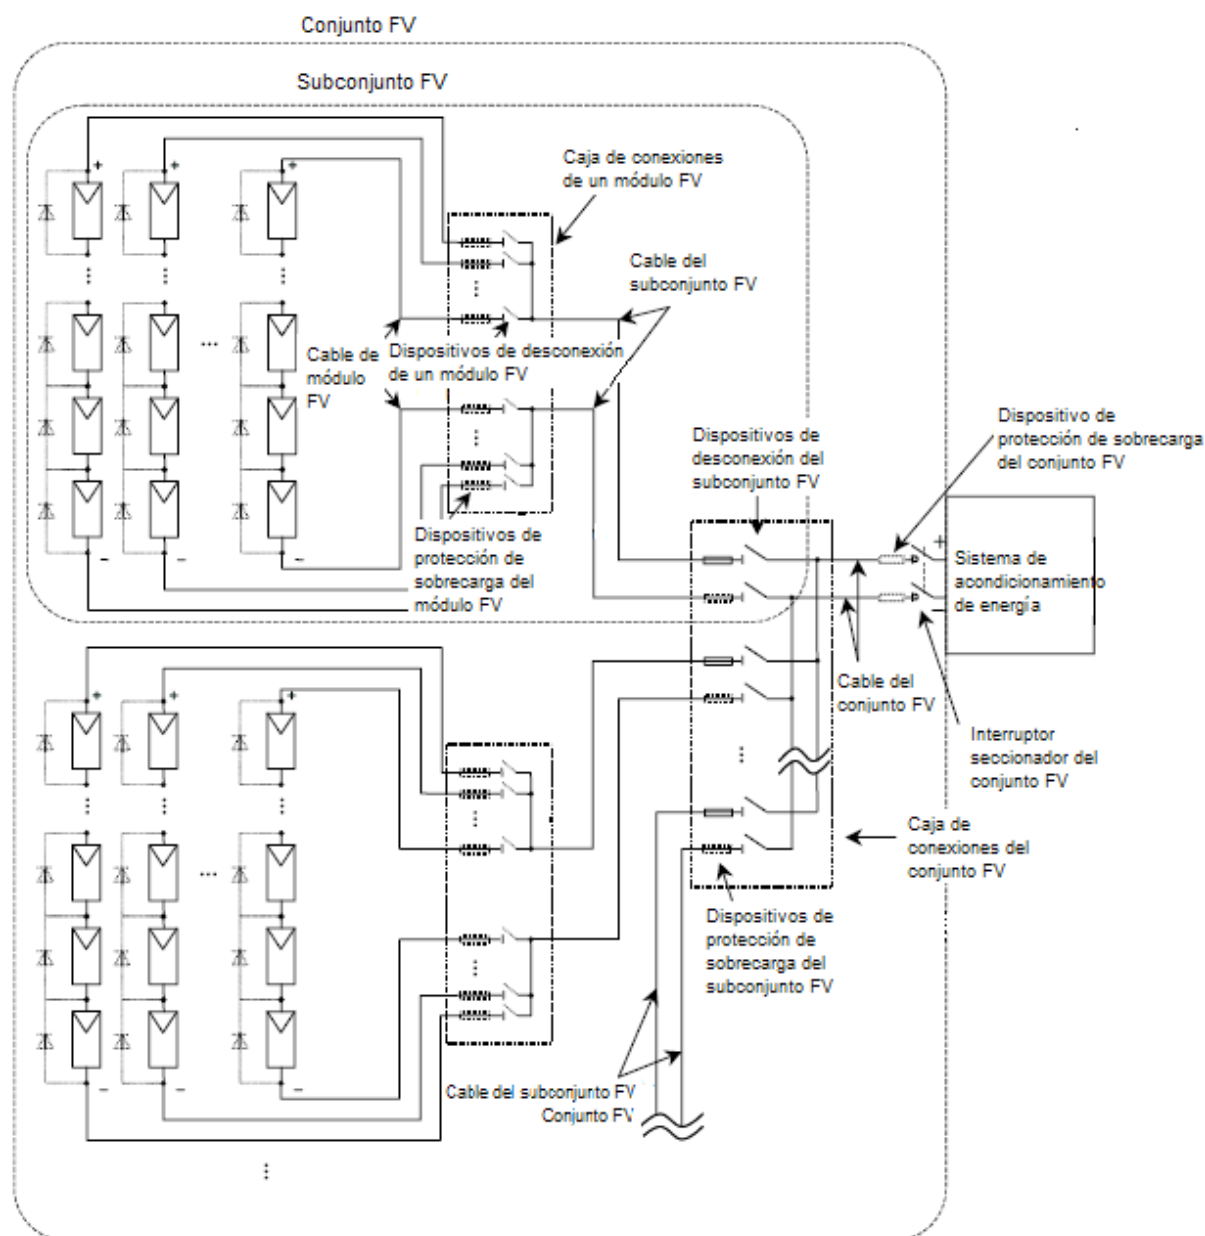 Conjunto FV
Subconjunto FV
Caja de conexiones
de un módulo FV
Cable del
subconjunto FV
+
+
+
Cable de
módulo
FV
Dispositivos de desconexión
de un módulo FV
Dispositivos de
desconexión del
subconjunto FV
Dispositivo de
protección de sobrecarga
del conjunto FV
Dispositivos de
protección de
sobrecarga del
módulo FV
−
−
−
+
−
Sistema de
acondicionamiento
de energía
Cable del
conjunto FV
Interruptor
seccionador del
conjunto FV
+
+
+
Caja de
conexiones del
conjunto FV
Dispositivos de
protección de
sobrecarga del
subconjunto FV
−
−
−
Cable del subconjunto FV
Conjunto FV